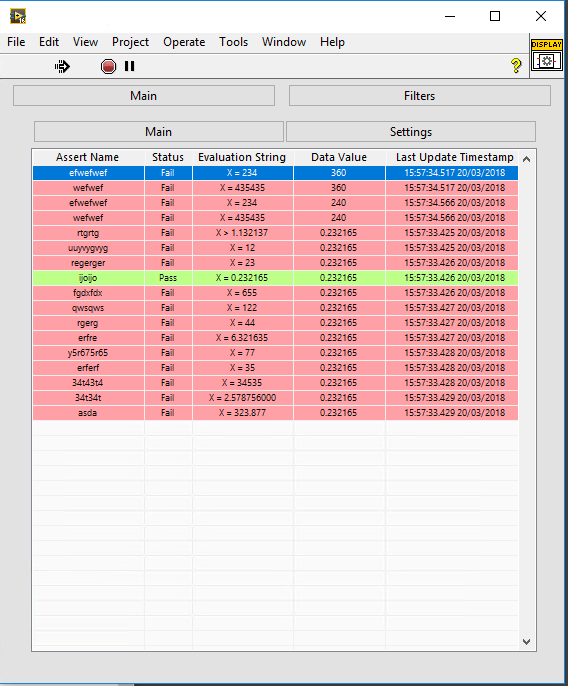 File Edit View Project Operate Tools Window Help
DISPLAY
?
Main Filters
Main Settings
Assert Name Status Evaluation String Data Value Last Update Timestamp
efwefwef Fail X = 234 360 15:57:34.517 20/03/2018
wefwef Fail X = 435435 360 15:57:34.517 20/03/2018
efwefwef Fail X = 234 240 15:57:34.566 20/03/2018
wefwef Fail X = 435435 240 15:57:34.566 20/03/2018
rtgrtg Fail X > 1.132137 0.232165 15:57:33.425 20/03/2018
uuyvygvyg Fail X = 12 0.232165 15:57:33.425 20/03/2018
regerger Fail X = 23 0.232165 15:57:33.426 20/03/2018
ijoijo Pass X = 0.232165 0.232165 15:57:33.426 20/03/2018
fgdxfdx Fail X = 655 0.232165 15:57:33.426 20/03/2018
qwsqws Fail X = 122 0.232165 15:57:33.427 20/03/2018
rgerg Fail X = 44 0.232165 15:57:33.427 20/03/2018
erfre Fail X = 6.321635 0.232165 15:57:33.427 20/03/2018
y5r675r65 Fail X = 77 0.232165 15:57:33.428 20/03/2018
erferf Fail X = 35 0.232165 15:57:33.428 20/03/2018
34t43t4 Fail X = 34535 0.232165 15:57:33.428 20/03/2018
34t34t Fail X = 2.578756000 0.232165 15:57:33.429 20/03/2018
asda Fail X = 323.877 0.232165 15:57:33.429 20/03/2018